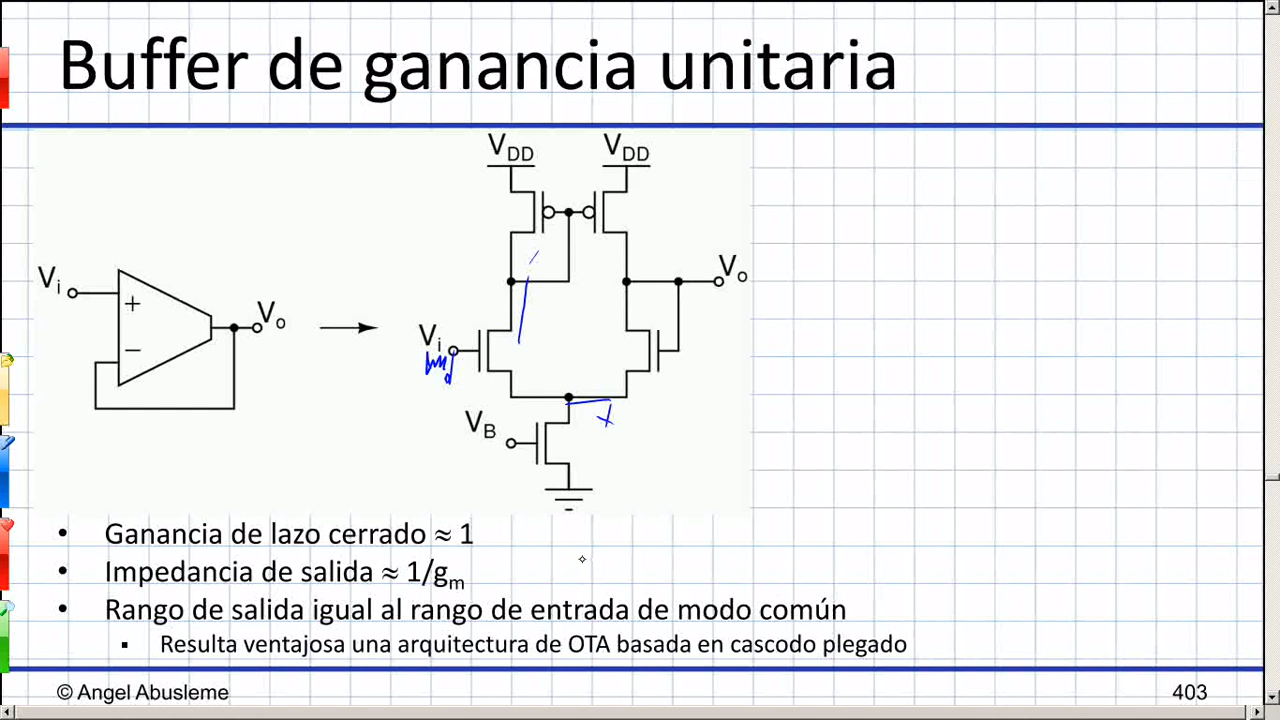 Buffer de ganancia unitaria
VDD VDD
Vi
+
−
Vo
Vi
Vo
VB
• Ganancia de lazo cerrado ≈ 1
• Impedancia de salida ≈ 1/gm
• Rango de salida igual al rango de entrada de modo común
▪ Resulta ventajosa una arquitectura de OTA basada en cascodo plegado
© Angel Abusleme
403